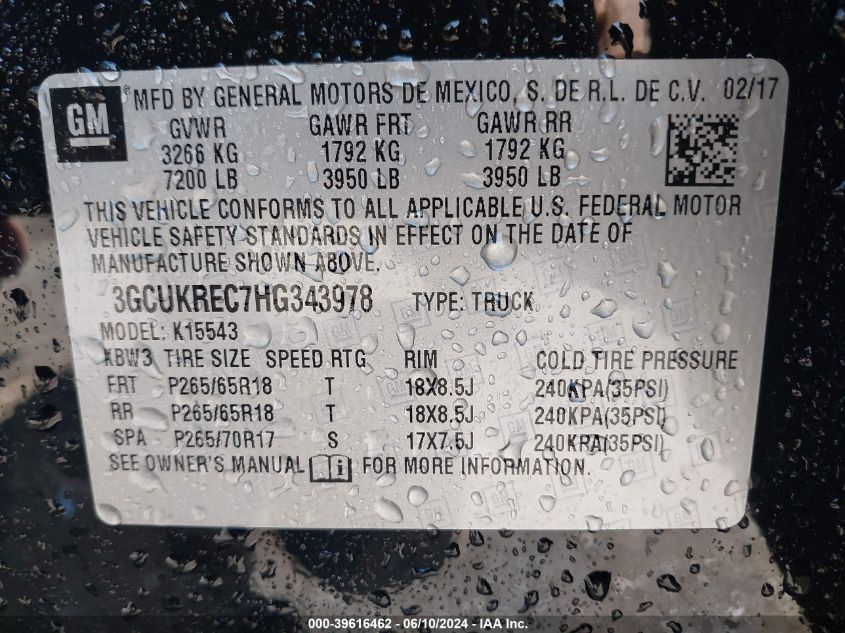 GM ® MFD BY GENERAL MOTORS DE MEXICO, S. DE R.L. DE C.V. 02/17
GVWR GAWR FRT GAWR RR
3266 KG 1792 KG 1792 KG
7200 LB 3950 LB 3950 LB
THIS VEHICLE CONFORMS TO ALL APPLICABLE U.S. FEDERAL MOTOR
VEHICLE SAFETY STANDARDS IN EFFECT ON THE DATE OF
MANUFACTURE SHOWN ABOVE.
3GCUKREC7HG343978 TYPE: TRUCK
MODEL: K15543
KBW3 TIRE SIZE SPEED RTG RIM COLD TIRE PRESSURE
FRT P265/65R18 T 18X8.5J 240KPA(35PSI)
RR P265/65R18 T 18X8.5J 240KPA(35PSI)
SPA P265/70R17 S 17X7.5J 240KPA(35PSI)
SEE OWNER'S MANUAL FOR MORE INFORMATION.
000-39616462 - 06/10/2024 - IAA Inc.